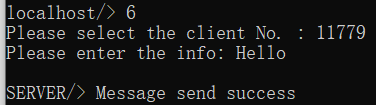 localhost/> 6
Please select the client No. : 11779
Please enter the info: Hello
SERVER/> Message send success